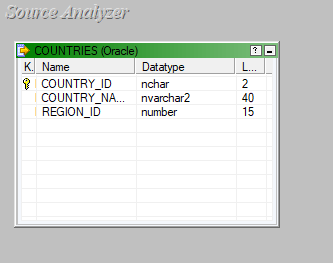 Source Analyzer
COUNTRIES (Oracle)
K. Name Datatype L...
COUNTRY_ID nchar 2
COUNTRY_NA... nvarchar2 40
REGION_ID number 15